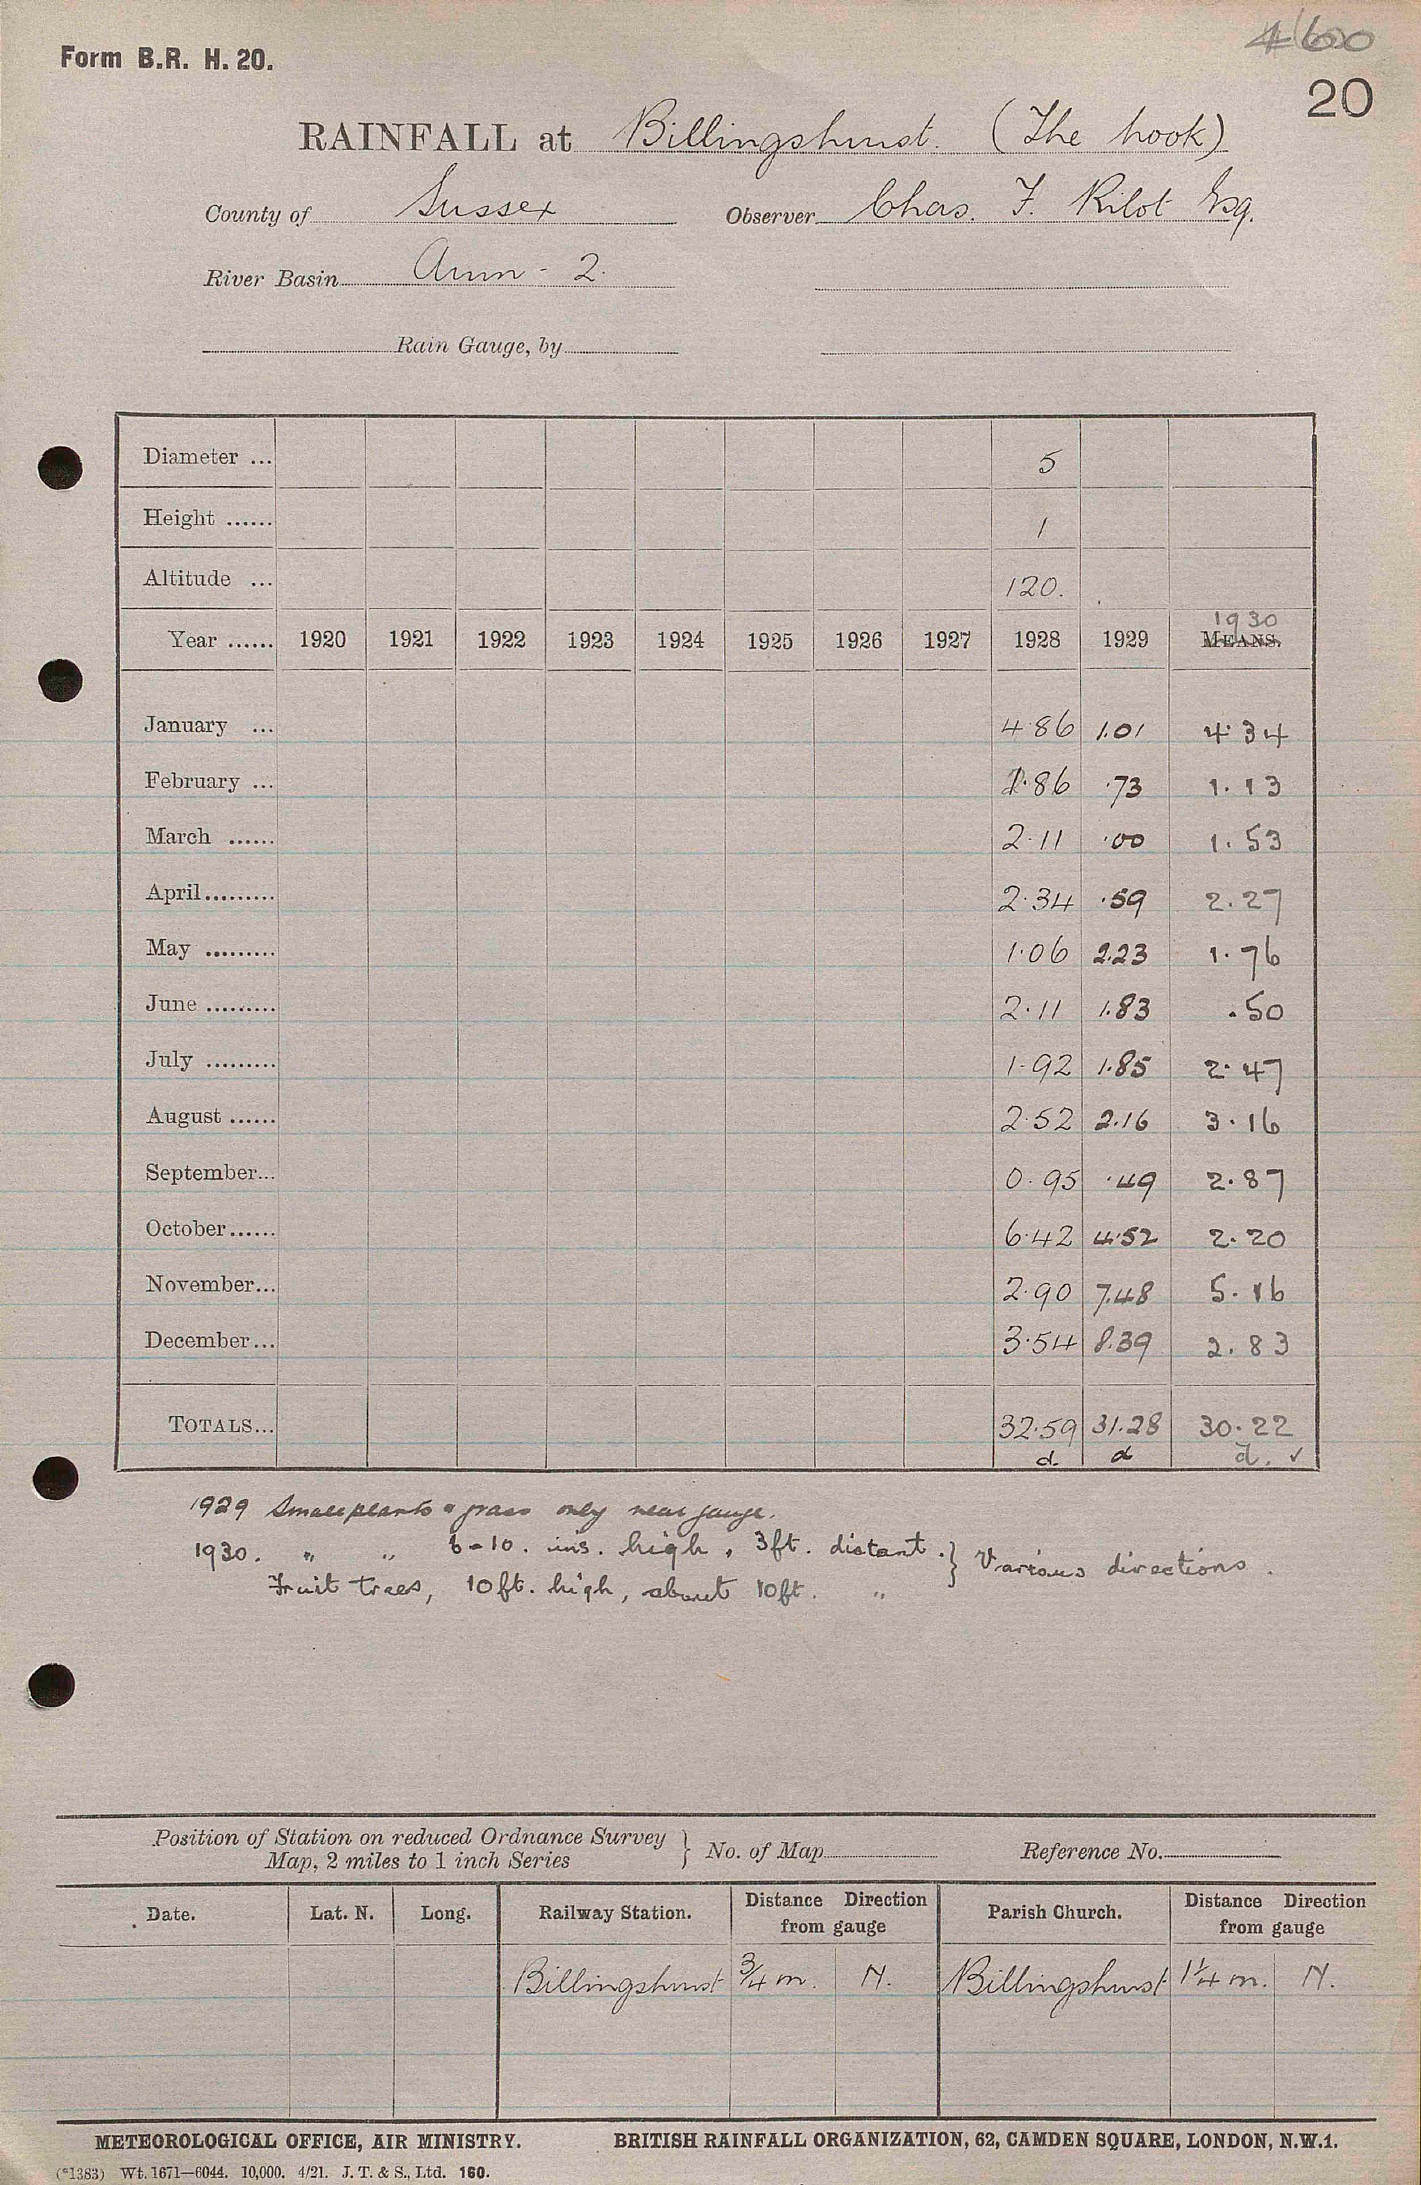 4600
Form B.R. H. 20.
20
RAINFALL at Billingshurst. (The hook)
County of Sussex Observer Chas. F. Rilot Esq.
River Basin Arun - 2.
Rain Gauge, by
Diameter ... 5
Height ...... 1
Altitude ... 120.
Year ...... 1920 1921 1922 1923 1924 1925 1926 1927 1928 1929 1930 MEANS.
January ... 4.86 1.01 4.34
February ... 1.86 .73 1.13
March ...... 2.11 .00 1.53
April......... 2.34 .59 2.27
May ......... 1.06 2.23 1.76
June ......... 2.11 1.83 .50
July ......... 1.92 1.85 2.47
August ...... 2.52 2.16 3.16
September... 0.95 .49 2.87
October...... 6.42 4.52 2.20
November... 2.90 7.48 5.16
December... 3.54 8.39 2.83
TOTALS... 32.59 31.28 30.22
d. d d. ✓
1929 Small plants & grass only near gauge.
1930. " " 6-10. ins. high, 3ft. distant.} Various directions.
Fruit trees, 10ft. high, about 10ft. "
Position of Station on reduced Ordnance Survey } No. of Map Reference No.
Map, 2 miles to 1 inch Series
Date. Lat. N. Long. Railway Station. Distance Direction from gauge Parish Church. Distance Direction from gauge
Billingshurst 3/4 m. N. Billingshurst 1 1/4 m. N.
METEOROLOGICAL OFFICE, AIR MINISTRY. BRITISH RAINFALL ORGANIZATION, 62, CAMDEN SQUARE, LONDON, N.W.1.
(*1383) Wt. 1671—6044. 10,000. 4/21. J. T. & S., Ltd. 160.